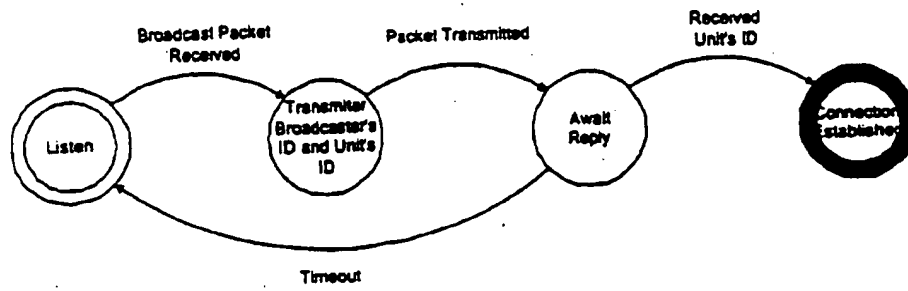 Broadcast Packet
Received
Packet Transmitted
Received
Unit's ID
Listen
Transmiter
Broadcaster's
ID and Unit's
ID
Await
Reply
Connection
Established
Timeout